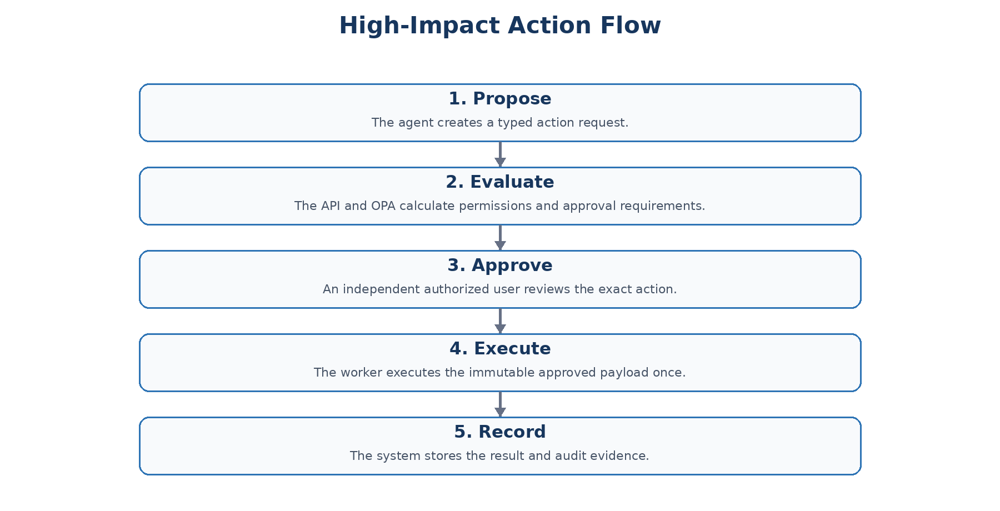 High-Impact Action Flow
1. Propose
The agent creates a typed action request.
2. Evaluate
The API and OPA calculate permissions and approval requirements.
3. Approve
An independent authorized user reviews the exact action.
4. Execute
The worker executes the immutable approved payload once.
5. Record
The system stores the result and audit evidence.